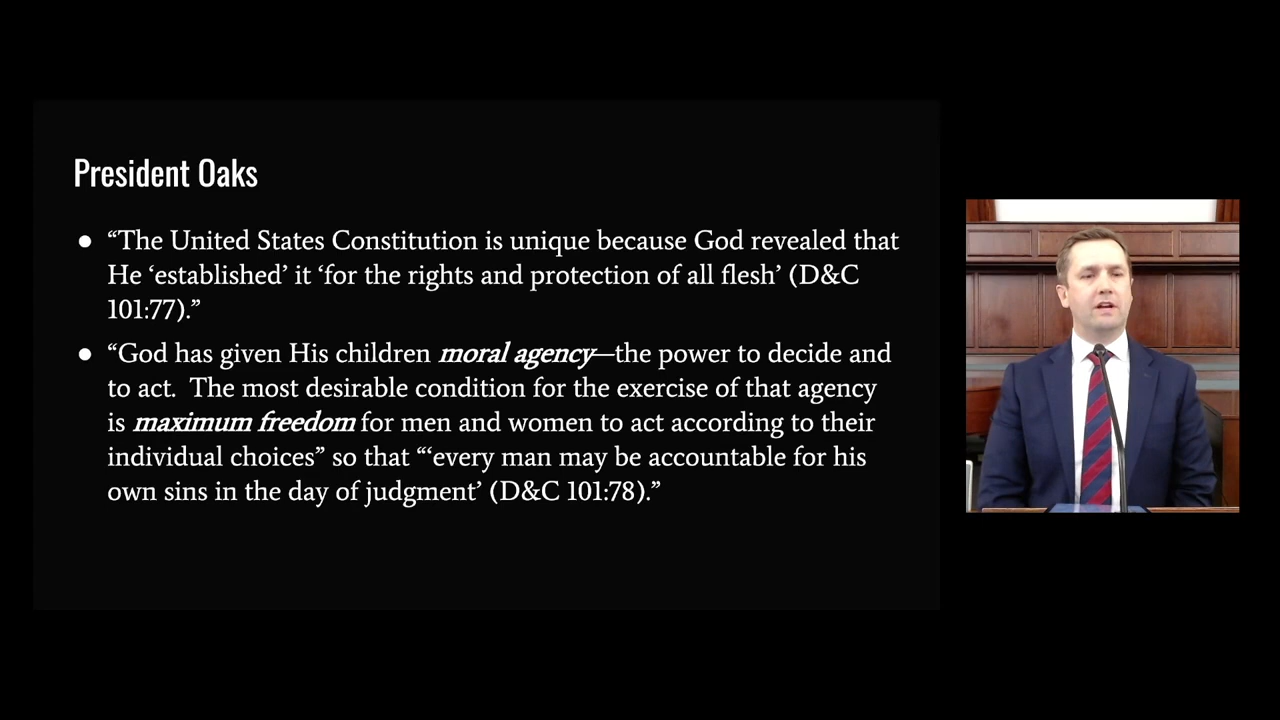 President Oaks
● “The United States Constitution is unique because God revealed that
He ‘established’ it ‘for the rights and protection of all flesh’ (D&C
101:77).”
● “God has given His children moral agency—the power to decide and
to act.  The most desirable condition for the exercise of that agency
is maximum freedom for men and women to act according to their
individual choices” so that “‘every man may be accountable for his
own sins in the day of judgment’ (D&C 101:78).”